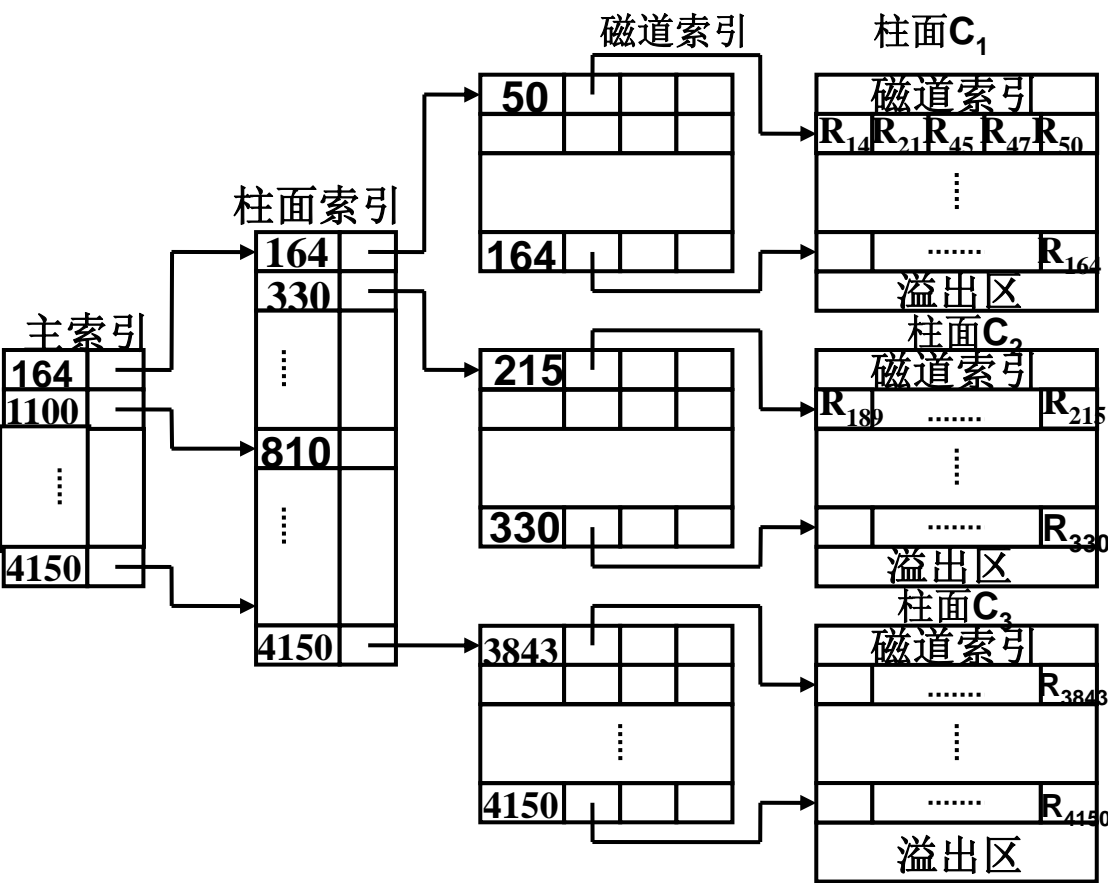 主索引
164
1100
┊
4150
柱面索引
164
330
┊
810
┊
4150
磁道索引
50
164
215
330
3843
┊
4150
柱面C₁
磁道索引
R₁₄ R₂₁ R₄₅ R₄₇ R₅₀
┊
....... R₁₆₄
溢出区
柱面C₂
磁道索引
R₁₈₉ ....... R₂₁₅
┊
....... R₃₃₀
溢出区
柱面C₃
磁道索引
....... R₃₈₄₃
┊
....... R₄₁₅₀
溢出区